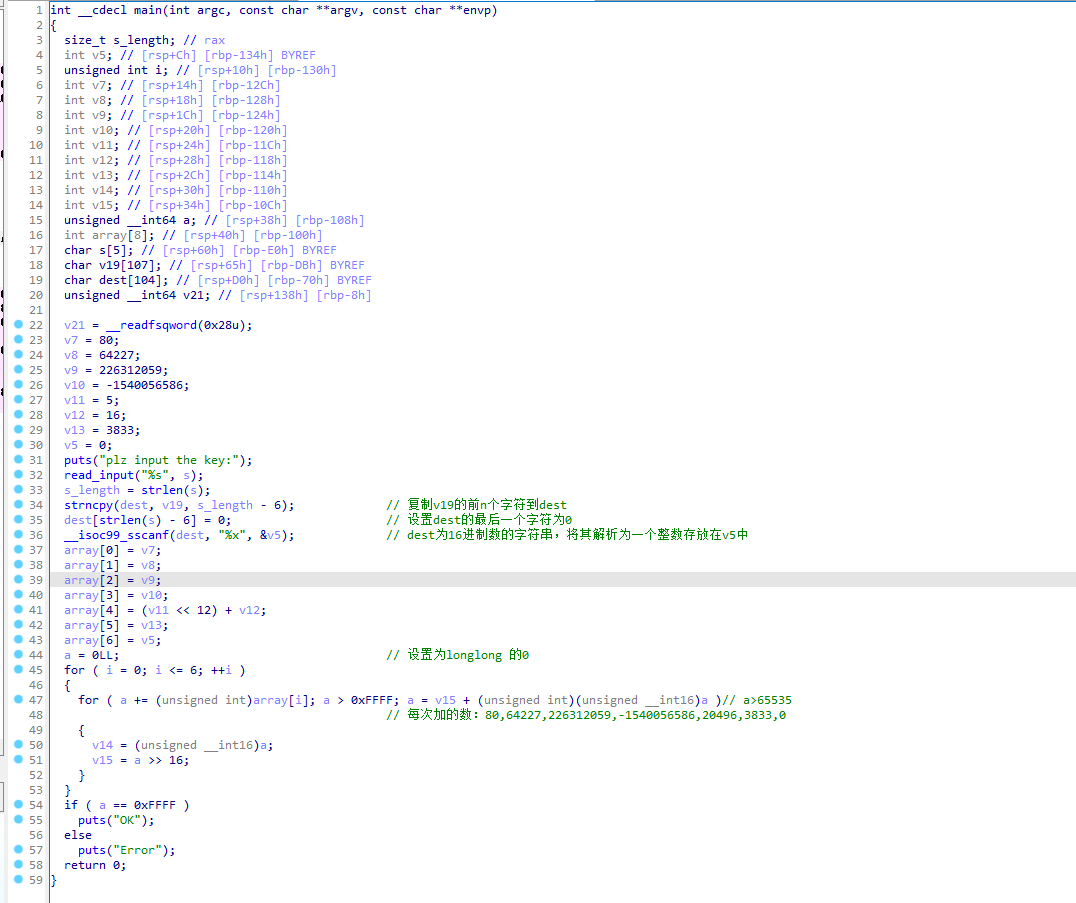 1 int __cdecl main(int argc, const char **argv, const char **envp)
2 {
3 size_t s_length; // rax
4 int v5; // [rsp+Ch] [rbp-134h] BYREF
5 unsigned int i; // [rsp+10h] [rbp-130h]
6 int v7; // [rsp+14h] [rbp-12Ch]
7 int v8; // [rsp+18h] [rbp-128h]
8 int v9; // [rsp+1Ch] [rbp-124h]
9 int v10; // [rsp+20h] [rbp-120h]
10 int v11; // [rsp+24h] [rbp-11Ch]
11 int v12; // [rsp+28h] [rbp-118h]
12 int v13; // [rsp+2Ch] [rbp-114h]
13 int v14; // [rsp+30h] [rbp-110h]
14 int v15; // [rsp+34h] [rbp-10Ch]
15 unsigned __int64 a; // [rsp+38h] [rbp-108h]
16 int array[8]; // [rsp+40h] [rbp-100h]
17 char s[5]; // [rsp+60h] [rbp-E0h] BYREF
18 char v19[107]; // [rsp+65h] [rbp-DBh] BYREF
19 char dest[104]; // [rsp+D0h] [rbp-70h] BYREF
20 unsigned __int64 v21; // [rsp+138h] [rbp-8h]
21
22 v21 = __readfsqword(0x28u);
23 v7 = 80;
24 v8 = 64227;
25 v9 = 226312059;
26 v10 = -1540056586;
27 v11 = 5;
28 v12 = 16;
29 v13 = 3833;
30 v5 = 0;
31 puts("plz input the key:");
32 read_input("%s", s);
33 s_length = strlen(s);
34 strncpy(dest, v19, s_length - 6); // 复制v19的前n个字符到dest
35 dest[strlen(s) - 6] = 0; // 设置dest的最后一个字符为0
36 __isoc99_sscanf(dest, "%x", &v5); // dest为16进制数的字符串，将其解析为一个整数存放在v5中
37 array[0] = v7;
38 array[1] = v8;
39 array[2] = v9;
40 array[3] = v10;
41 array[4] = (v11 << 12) + v12;
42 array[5] = v13;
43 array[6] = v5;
44 a = 0LL; // 设置为longlong 的0
45 for ( i = 0; i <= 6; ++i )
46 {
47 for ( a += (unsigned int)array[i]; a > 0xFFFF; a = v15 + (unsigned int)(unsigned __int16)a )// a>65535
48 // 每次加的数：80,64227,226312059,-1540056586,20496,3833,0
49 {
50 v14 = (unsigned __int16)a;
51 v15 = a >> 16;
52 }
53 }
54 if ( a == 0xFFFF )
55 puts("OK");
56 else
57 puts("Error");
58 return 0;
59 }